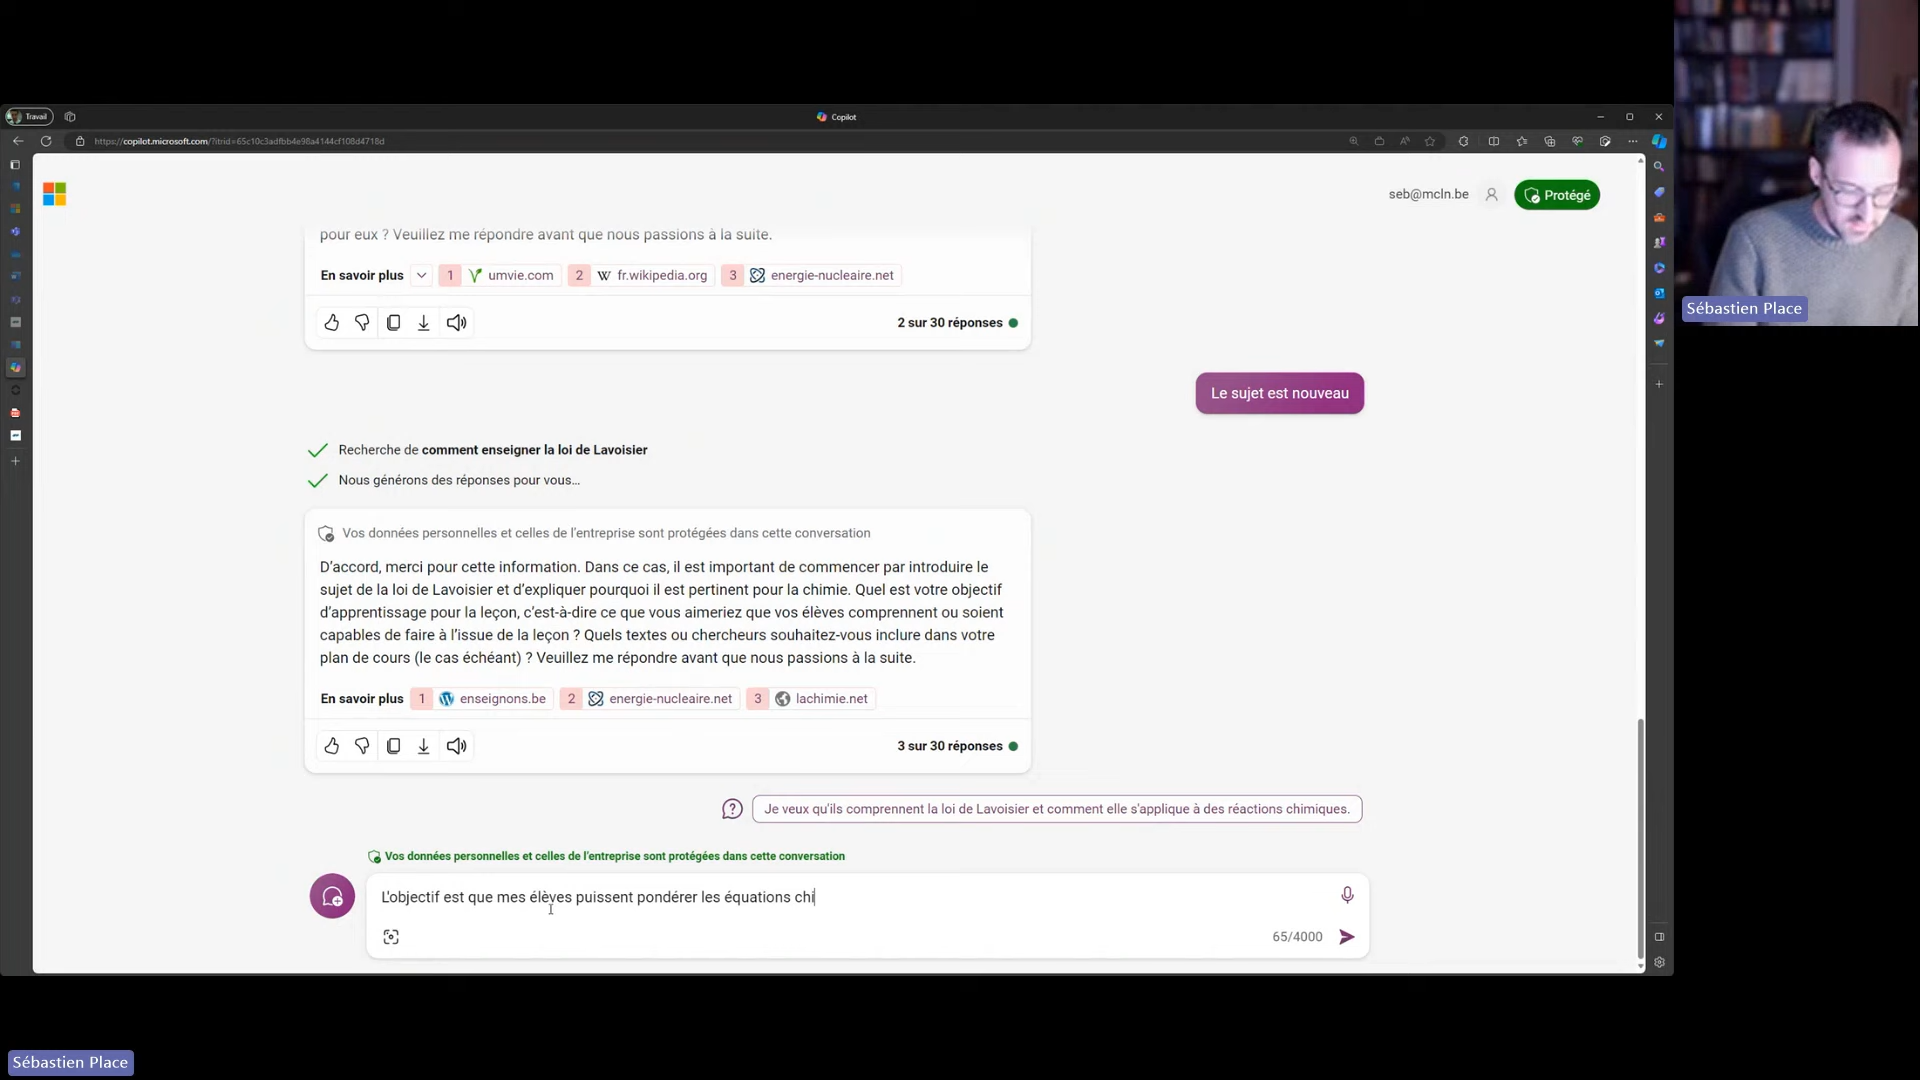 Travail
Copilot
https://copilot.microsoft.com/?itrid=65c10c3adfbb4e98a4144cf108d4718d
seb@mcln.be
Protégé
Sébastien Place
pour eux ? Veuillez me répondre avant que nous passions à la suite.
En savoir plus 1 umvie.com 2 W fr.wikipedia.org 3 energie-nucleaire.net
2 sur 30 réponses
Le sujet est nouveau
Recherche de comment enseigner la loi de Lavoisier
Nous générons des réponses pour vous...
Vos données personnelles et celles de l'entreprise sont protégées dans cette conversation
D'accord, merci pour cette information. Dans ce cas, il est important de commencer par introduire le
sujet de la loi de Lavoisier et d'expliquer pourquoi il est pertinent pour la chimie. Quel est votre objectif
d'apprentissage pour la leçon, c'est-à-dire ce que vous aimeriez que vos élèves comprennent ou soient
capables de faire à l'issue de la leçon ? Quels textes ou chercheurs souhaitez-vous inclure dans votre
plan de cours (le cas échéant) ? Veuillez me répondre avant que nous passions à la suite.
En savoir plus 1 enseignons.be 2 energie-nucleaire.net 3 lachimie.net
3 sur 30 réponses
Je veux qu'ils comprennent la loi de Lavoisier et comment elle s'applique à des réactions chimiques.
Vos données personnelles et celles de l'entreprise sont protégées dans cette conversation
L'objectif est que mes élèves puissent pondérer les équations chi
65/4000
Sébastien Place